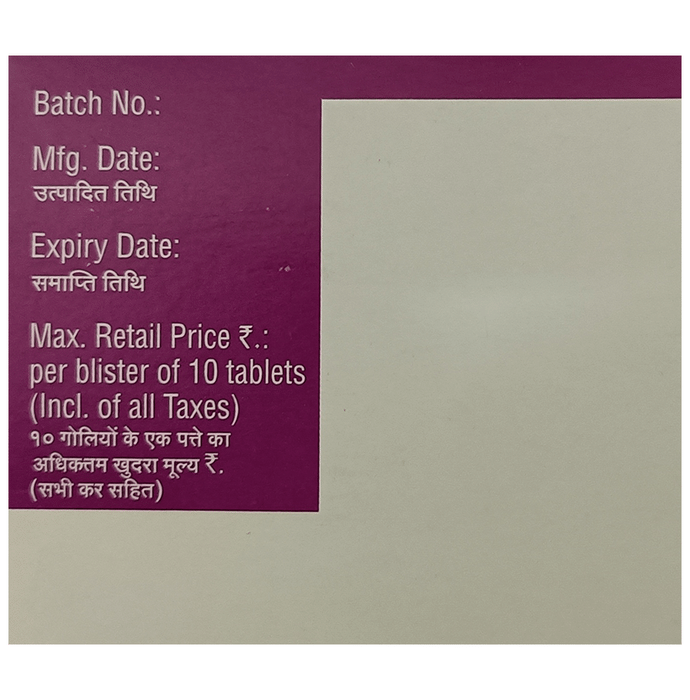 Batch No.:
Mfg. Date:
उत्पादित तिथि
Expiry Date:
समाप्ति तिथि
Max. Retail Price ₹.:
per blister of 10 tablets
(Incl. of all Taxes)
१० गोलियों के एक पत्ते का
अधिकतम खुदरा मूल्य ₹.
(सभी कर सहित)